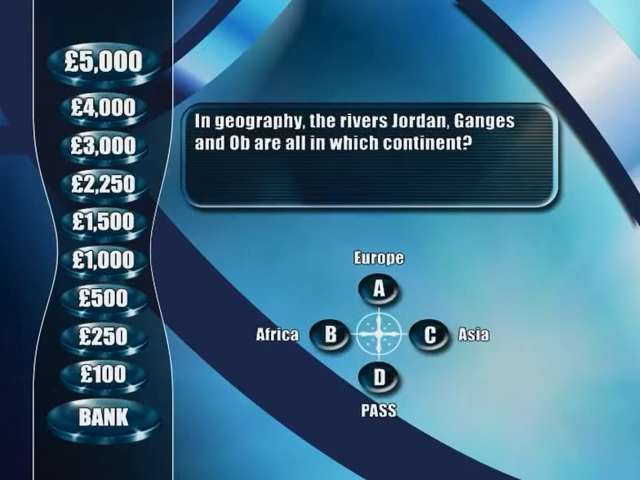 £5,000
£4,000
£3,000
£2,250
£1,500
£1,000
£500
£250
£100
BANK
In geography, the rivers Jordan, Ganges
and Ob are all in which continent?
Europe
A
Africa B C Asia
D
PASS